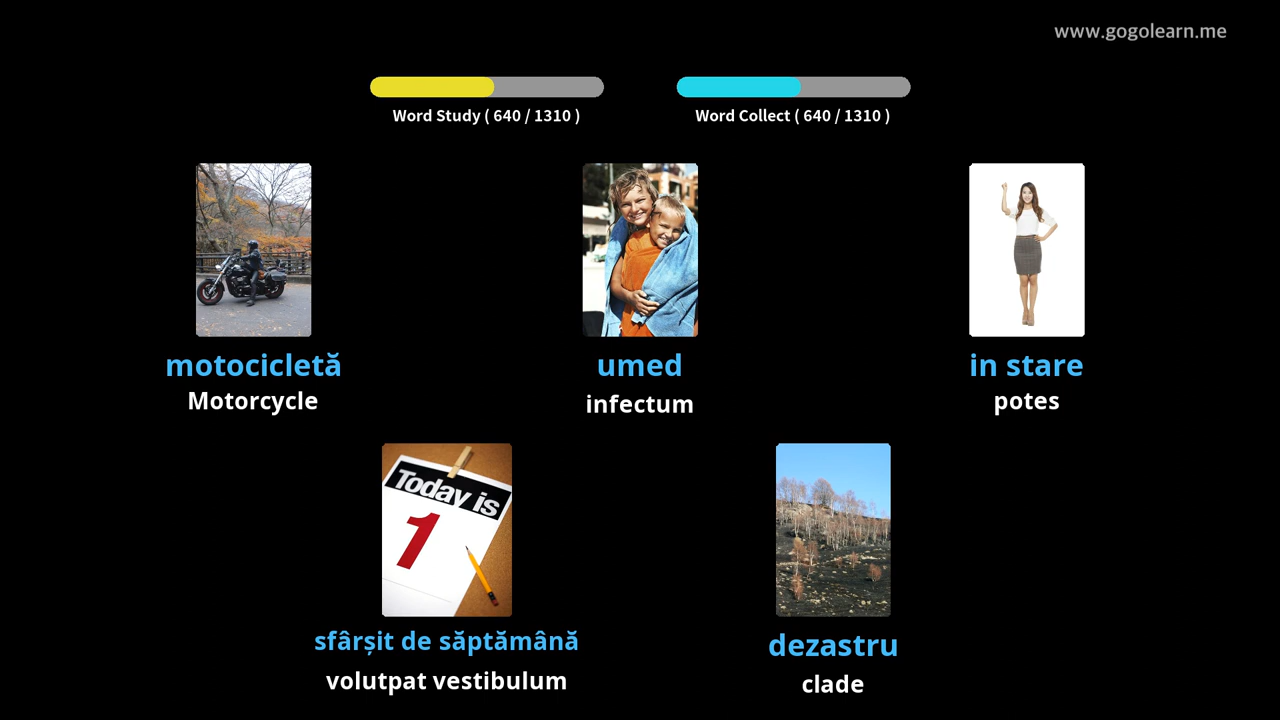 www.gogolearn.me
Word Study ( 640 / 1310 )
Word Collect ( 640 / 1310 )
motocicletă
Motorcycle
umed
infectum
in stare
potes
Today is
1
sfârșit de săptămână
volutpat vestibulum
dezastru
clade